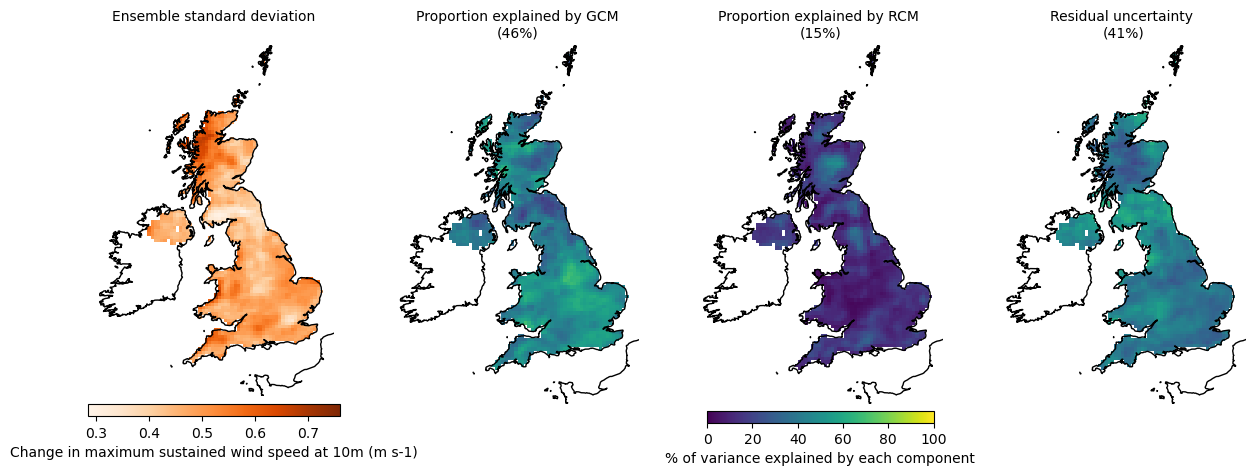 Ensemble standard deviation
Proportion explained by GCM
(46%)
Proportion explained by RCM
(15%)
Residual uncertainty
(41%)
0.3 0.4 0.5 0.6 0.7
Change in maximum sustained wind speed at 10m (m s-1)
0 20 40 60 80 100
% of variance explained by each component